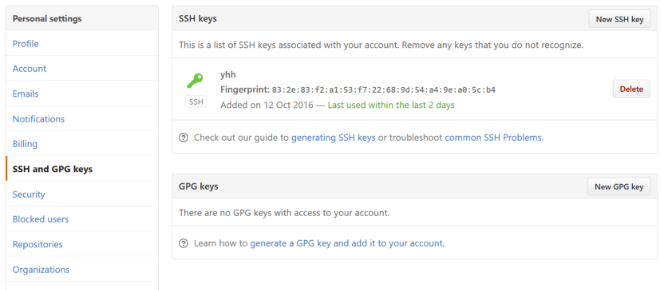 Personal settings
Profile
Account
Emails
Notifications
Billing
SSH and GPG keys
Security
Blocked users
Repositories
Organizations
SSH keys
New SSH key
This is a list of SSH keys associated with your account. Remove any keys that you do not recognize.
yhh
Fingerprint: 83:2e:83:f2:a1:53:f7:22:68:9d:54:a4:9e:a0:5c:b4
SSH
Added on 12 Oct 2016 — Last used within the last 2 days
Delete
Check out our guide to generating SSH keys or troubleshoot common SSH Problems.
GPG keys
New GPG key
There are no GPG keys with access to your account.
Learn how to generate a GPG key and add it to your account.